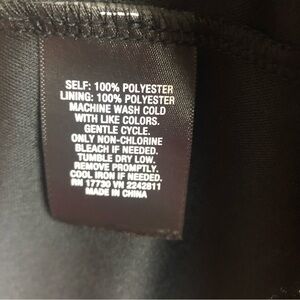 SELF: 100% POLYESTER
LINING: 100% POLYESTER
MACHINE WASH COLD
WITH LIKE COLORS.
GENTLE CYCLE.
ONLY NON-CHLORINE
BLEACH IF NEEDED.
TUMBLE DRY LOW.
REMOVE PROMPTLY.
COOL IRON IF NEEDED.
RN 17730 VN 2242811
MADE IN CHINA